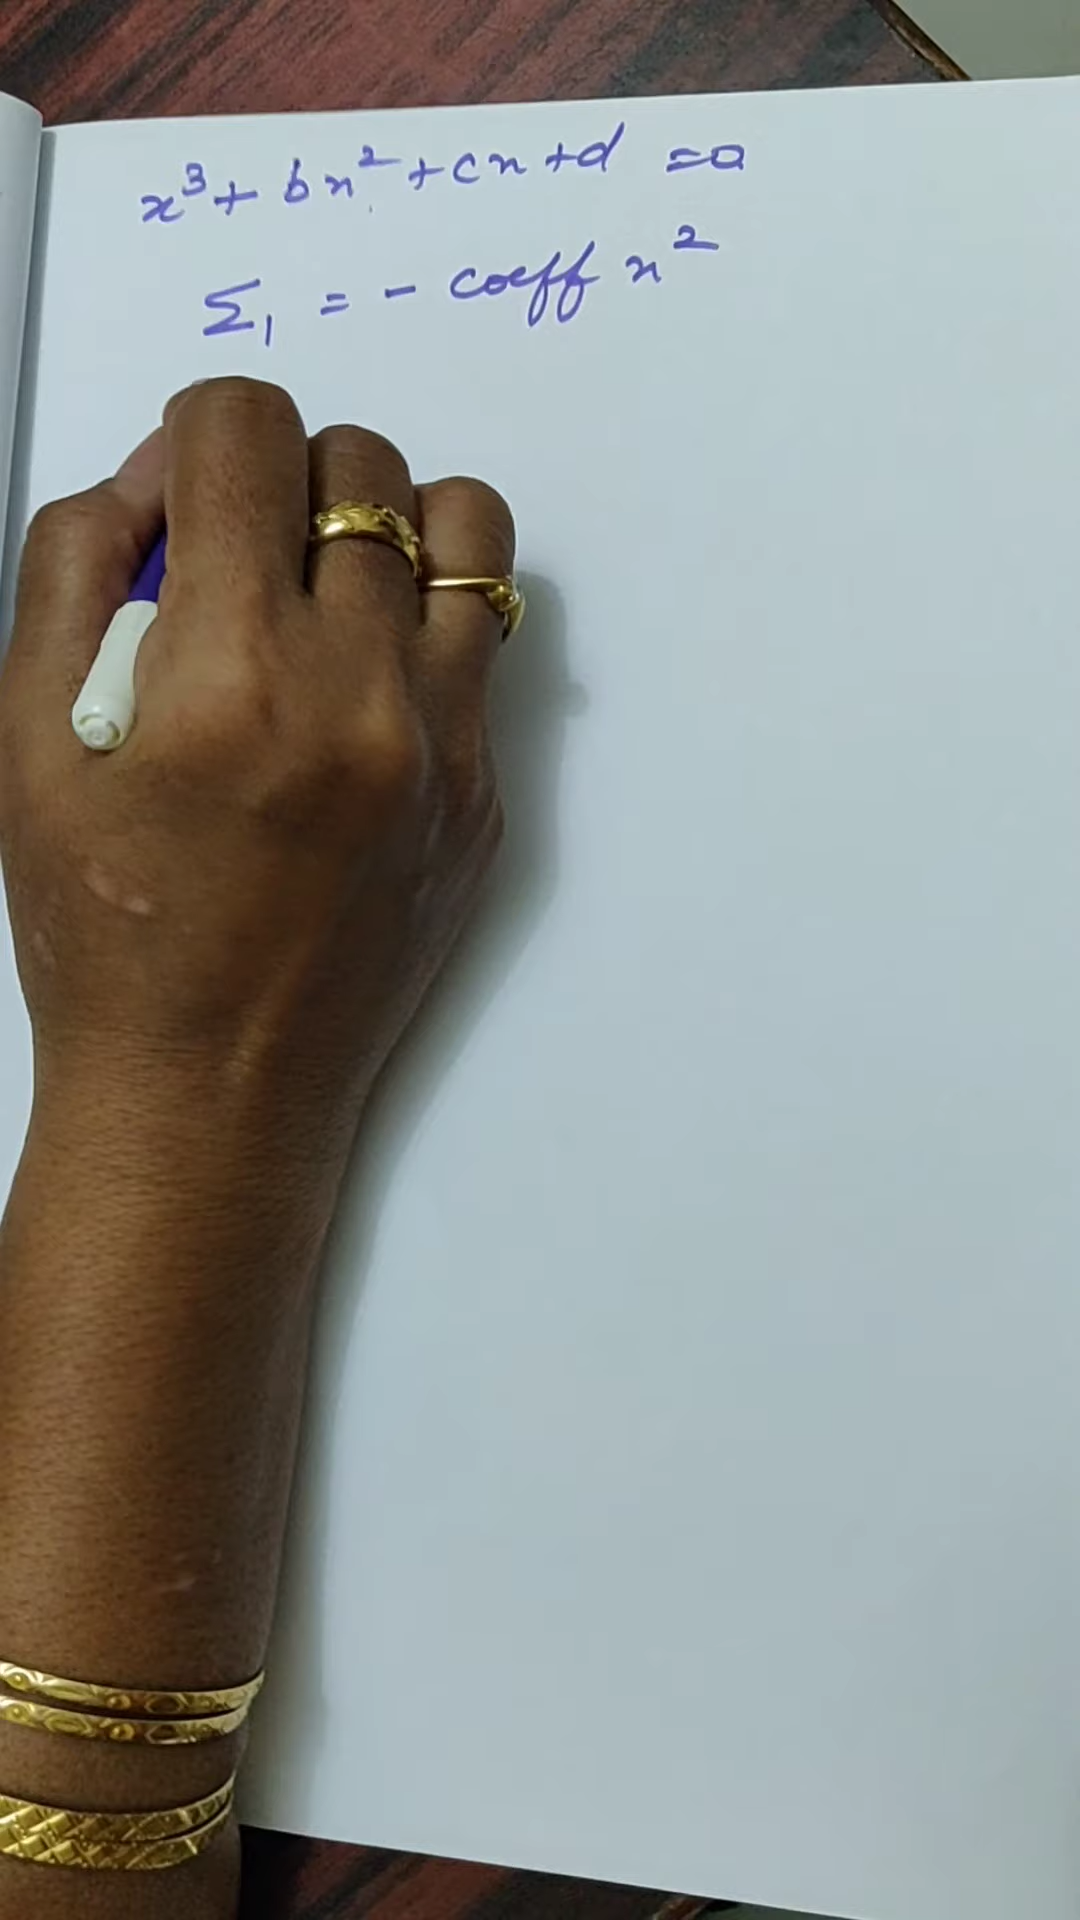 x³ + bx² + cx + d = 0
Σ₁ = - coeff x²